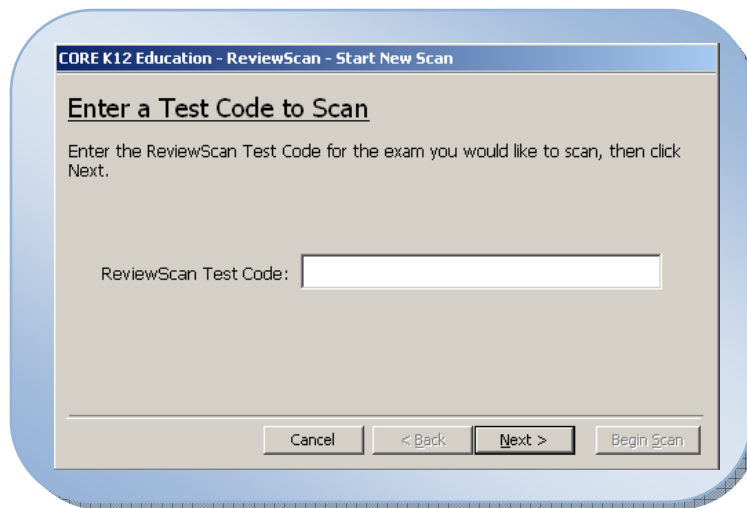 CORE K12 Education - ReviewScan - Start New Scan
Enter a Test Code to Scan
Enter the ReviewScan Test Code for the exam you would like to scan, then click
Next.
ReviewScan Test Code:
Cancel < Back Next > Begin Scan